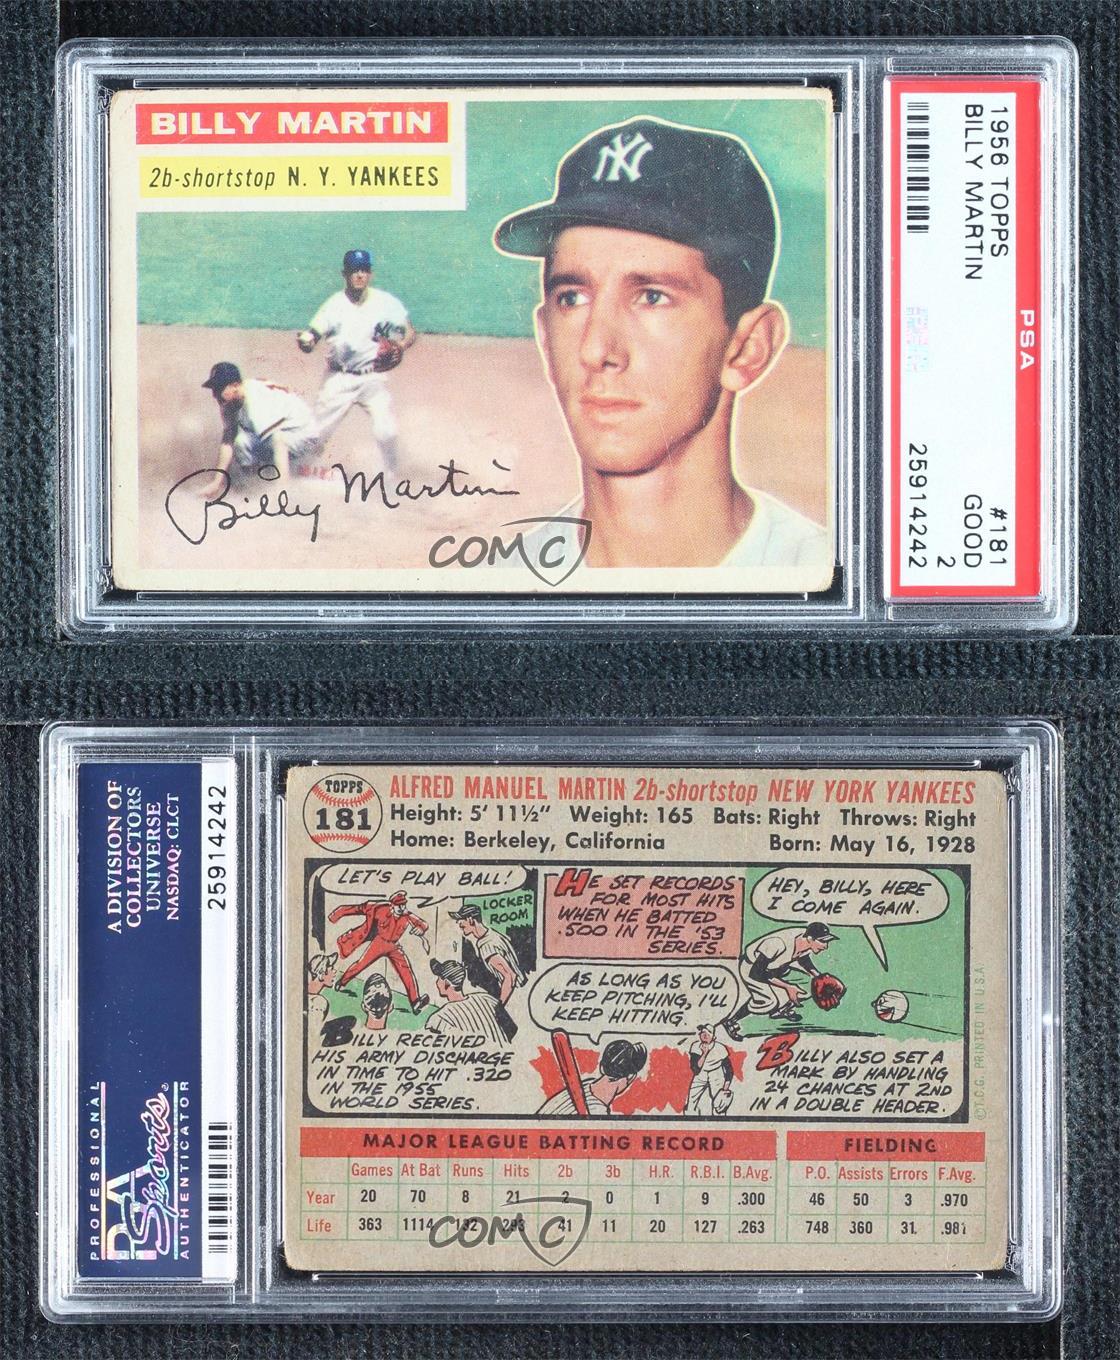 BILLY MARTIN
2b-shortstop N. Y. YANKEES
NY
NY
Billy Martin
COMC
1956 TOPPS
BILLY MARTIN
PSA
#181
GOOD
2
25914242
A DIVISION OF
COLLECTORS
UNIVERSE
NASDAQ: CLCT
25914242
PROFESSIONAL
PSA
Sports
AUTHENTICATOR
TOPPS
181
ALFRED MANUEL MARTIN 2b-shortstop NEW YORK YANKEES
Height: 5' 11½" Weight: 165 Bats: Right Throws: Right
Home: Berkeley, California Born: May 16, 1928
LET'S PLAY BALL!
LOCKER
ROOM
BILLY RECEIVED
HIS ARMY DISCHARGE
IN TIME TO HIT .320
IN THE 1955
WORLD SERIES.
HE SET RECORDS
FOR MOST HITS
WHEN HE BATTED
.500 IN THE '53
SERIES.
AS LONG AS YOU
KEEP PITCHING, I'LL
KEEP HITTING.
HEY, BILLY, HERE
I COME AGAIN.
BILLY ALSO SET A
MARK BY HANDLING
24 CHANCES AT 2ND
IN A DOUBLE HEADER.
©T.C.G. PRINTED IN U.S.A.
MAJOR LEAGUE BATTING RECORD FIELDING
Games At Bat Runs Hits 2b 3b H.R. R.B.I. B.Avg. P.O. Assists Errors F.Avg.
Year 20 70 8 21 2 0 1 9 .300 46 50 3 .970
Life 363 1114 132 293 41 11 20 127 .263 748 360 31. .981
COMC